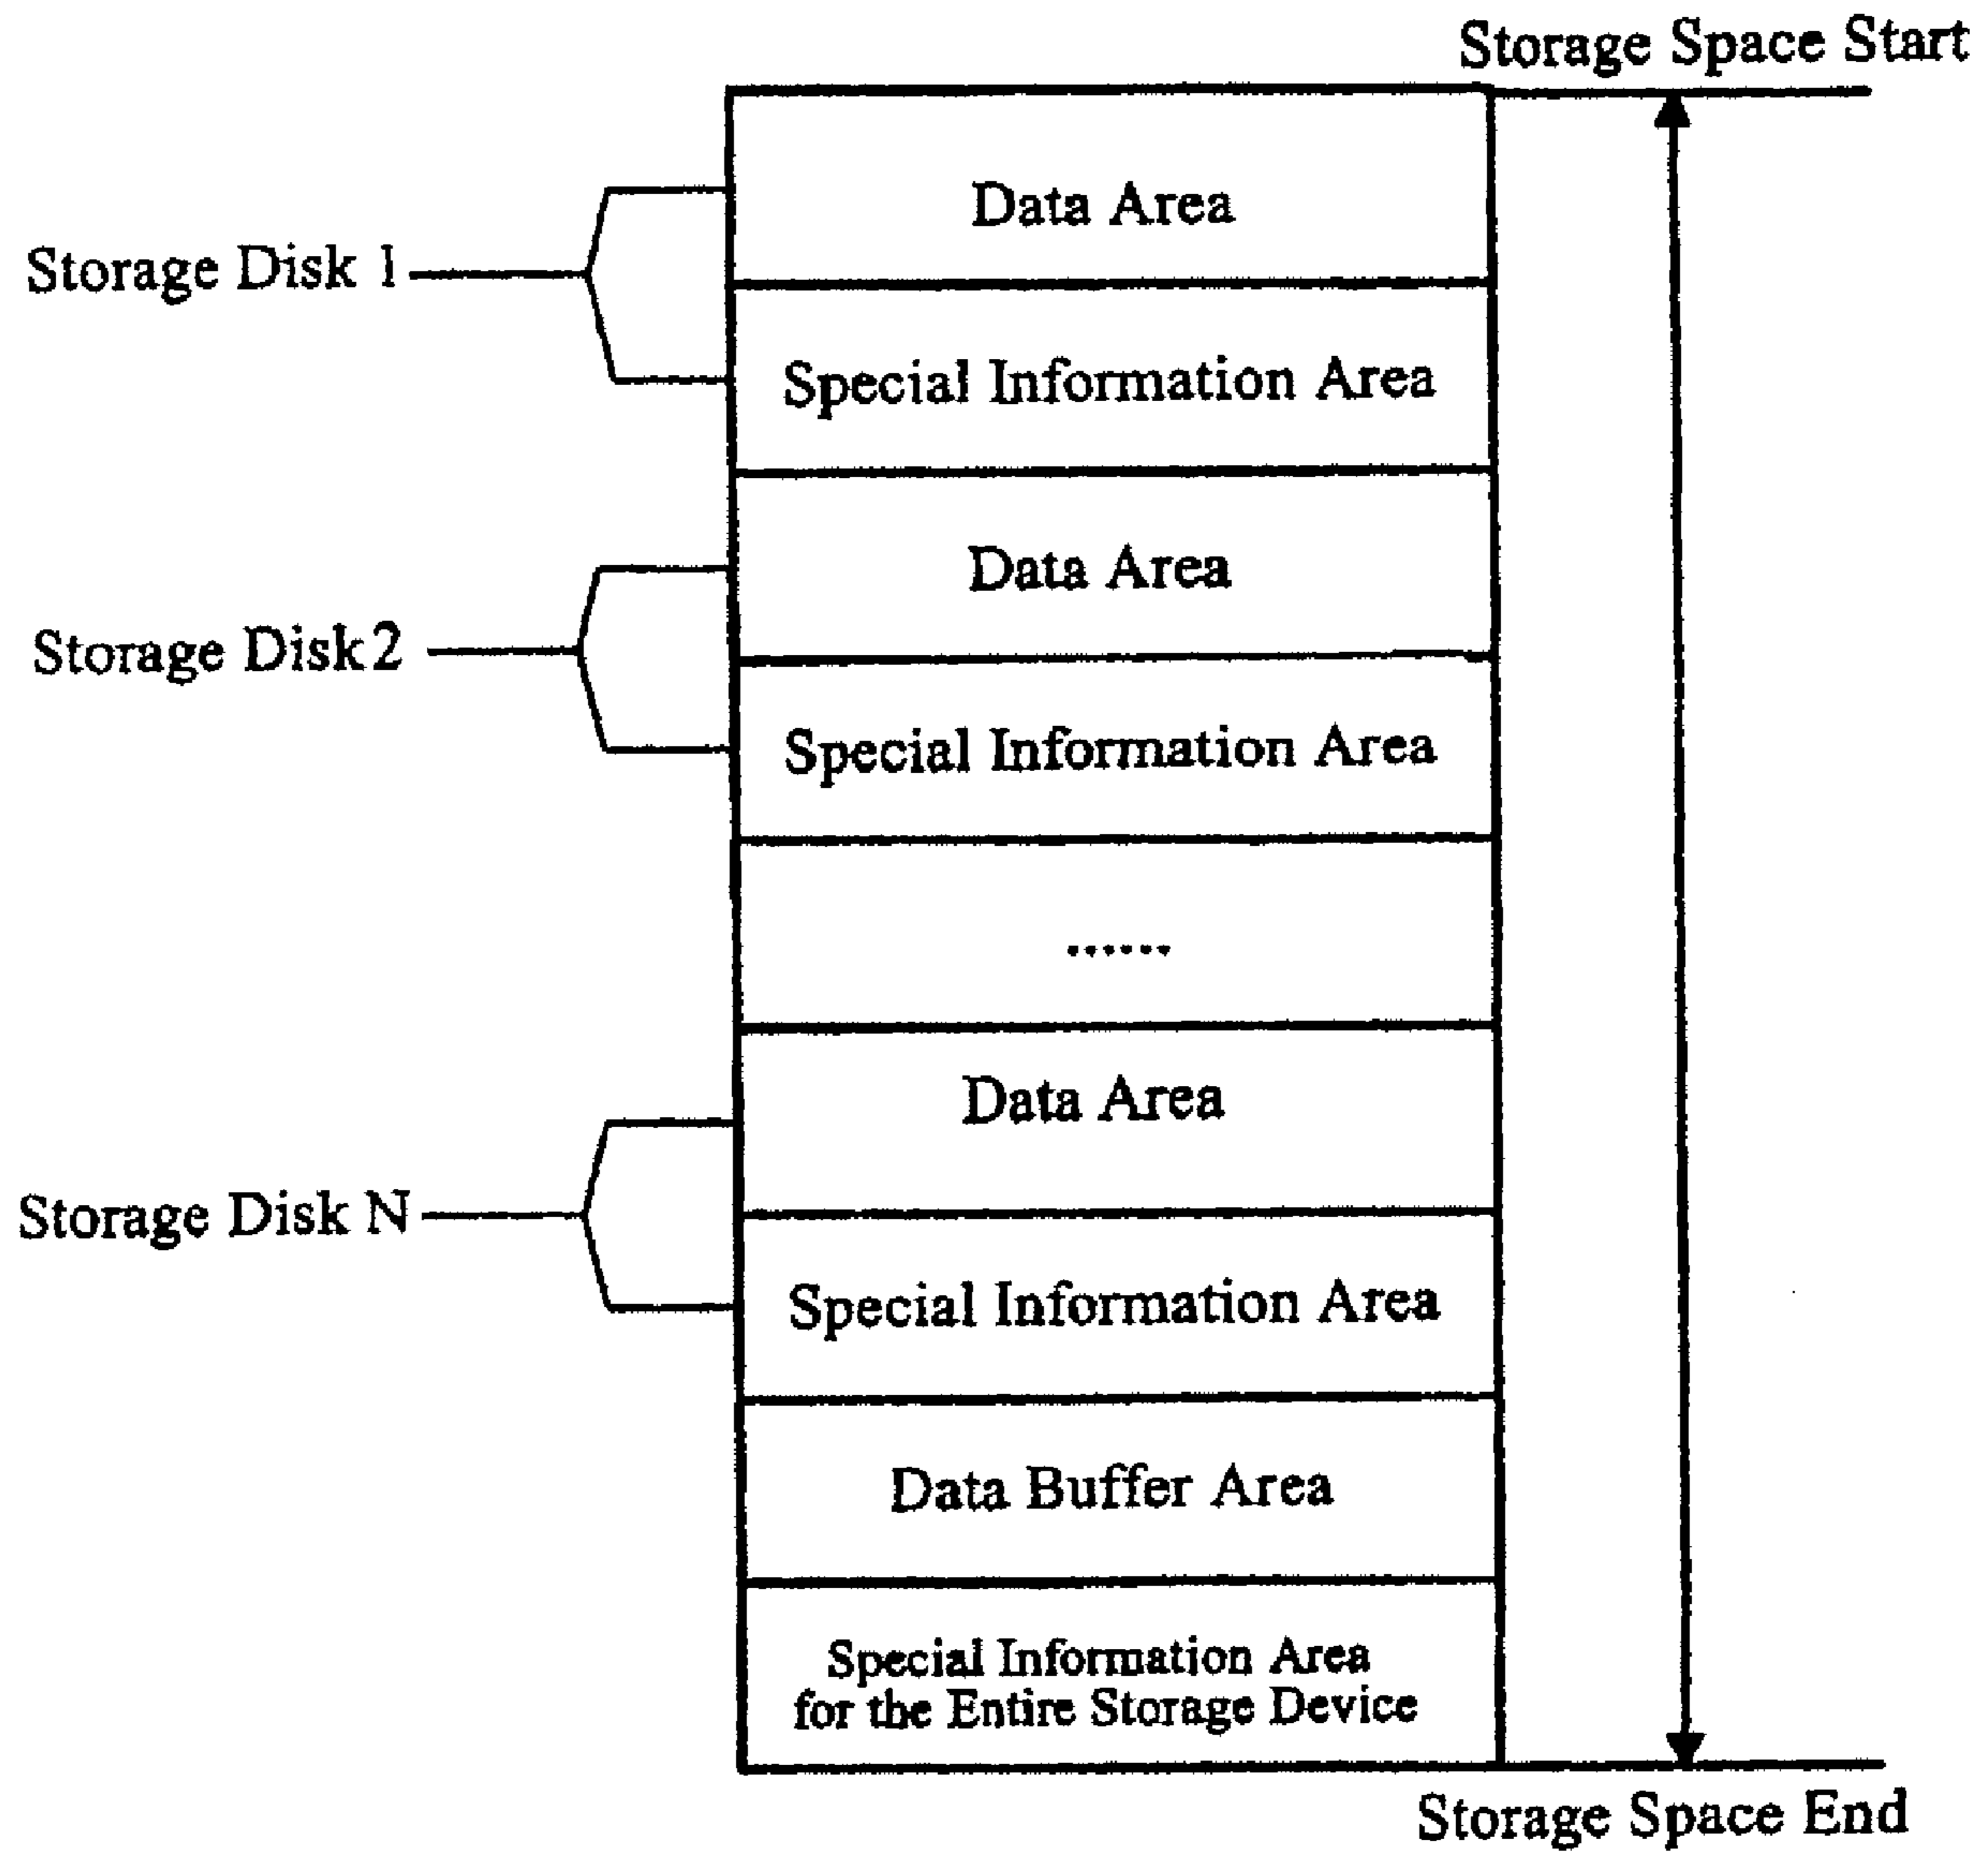 Storage Space Start
Data Area
Storage Disk 1
Special Information Area
Data Area
Storage Disk 2
Special Information Area
......
Data Area
Storage Disk N
Special Information Area
Data Buffer Area
Special Information Area
for the Entire Storage Device
Storage Space End